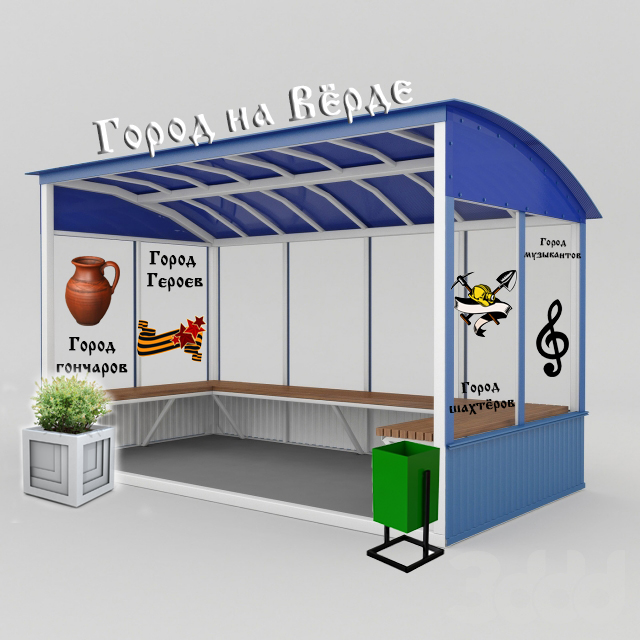 Город на Вёрде
Город
Героев
Город
гончаров
Город
музыкантов
Город
шахтёров